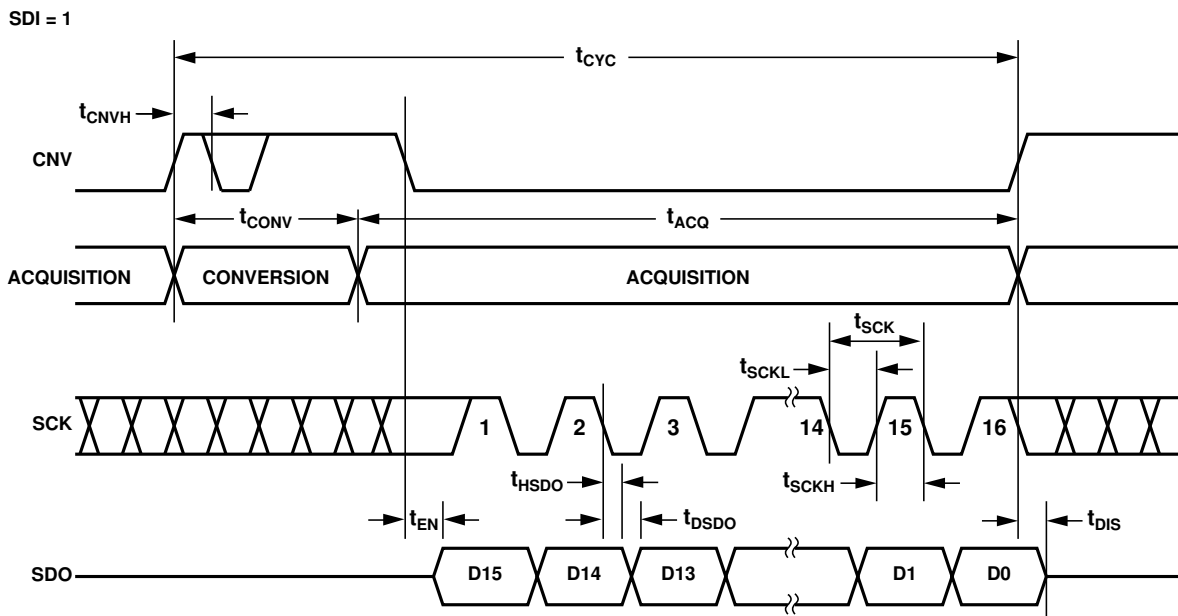 SDI = 1
tCYC
tCNVH
CNV
tCONV
tACQ
ACQUISITION
CONVERSION
ACQUISITION
tSCK
tSCKL
SCK
1
2
3
14
15
16
tHSDO
tSCKH
tEN
tDSDO
tDIS
SDO
D15
D14
D13
D1
D0